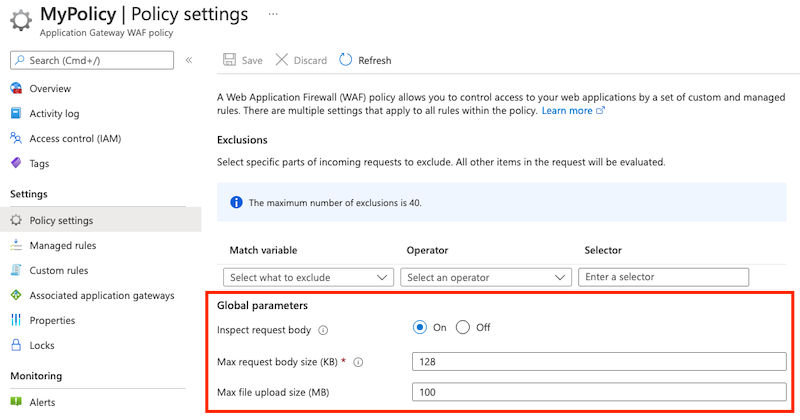 MyPolicy | Policy settings ...
Application Gateway WAF policy
Search (Cmd+/)
«
Overview
Activity log
Access control (IAM)
Tags
Settings
Policy settings
Managed rules
Custom rules
Associated application gateways
Properties
Locks
Monitoring
Alerts
Save Discard Refresh
A Web Application Firewall (WAF) policy allows you to control access to your web applications by a set of custom and managed
rules. There are multiple settings that apply to all rules within the policy. Learn more
Exclusions
Select specific parts of incoming requests to exclude. All other items in the request will be evaluated.
The maximum number of exclusions is 40.
Match variable Operator Selector
Select what to exclude Select an operator Enter a selector
Global parameters
Inspect request body On Off
Max request body size (KB) * 128
Max file upload size (MB) 100